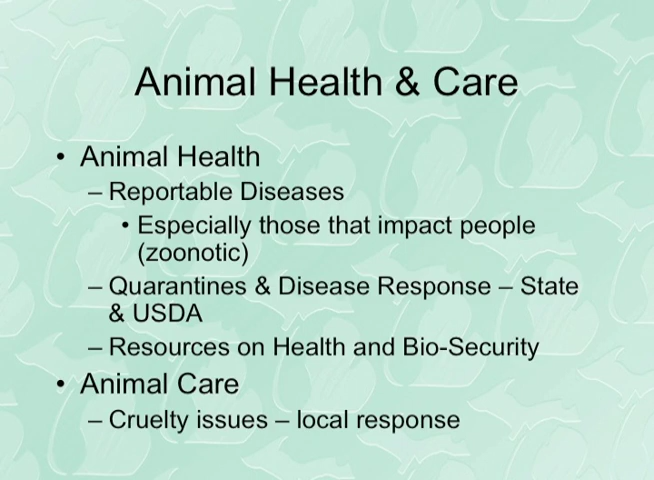 Animal Health & Care
• Animal Health
– Reportable Diseases
• Especially those that impact people
(zoonotic)
– Quarantines & Disease Response – State
& USDA
– Resources on Health and Bio-Security
• Animal Care
– Cruelty issues – local response